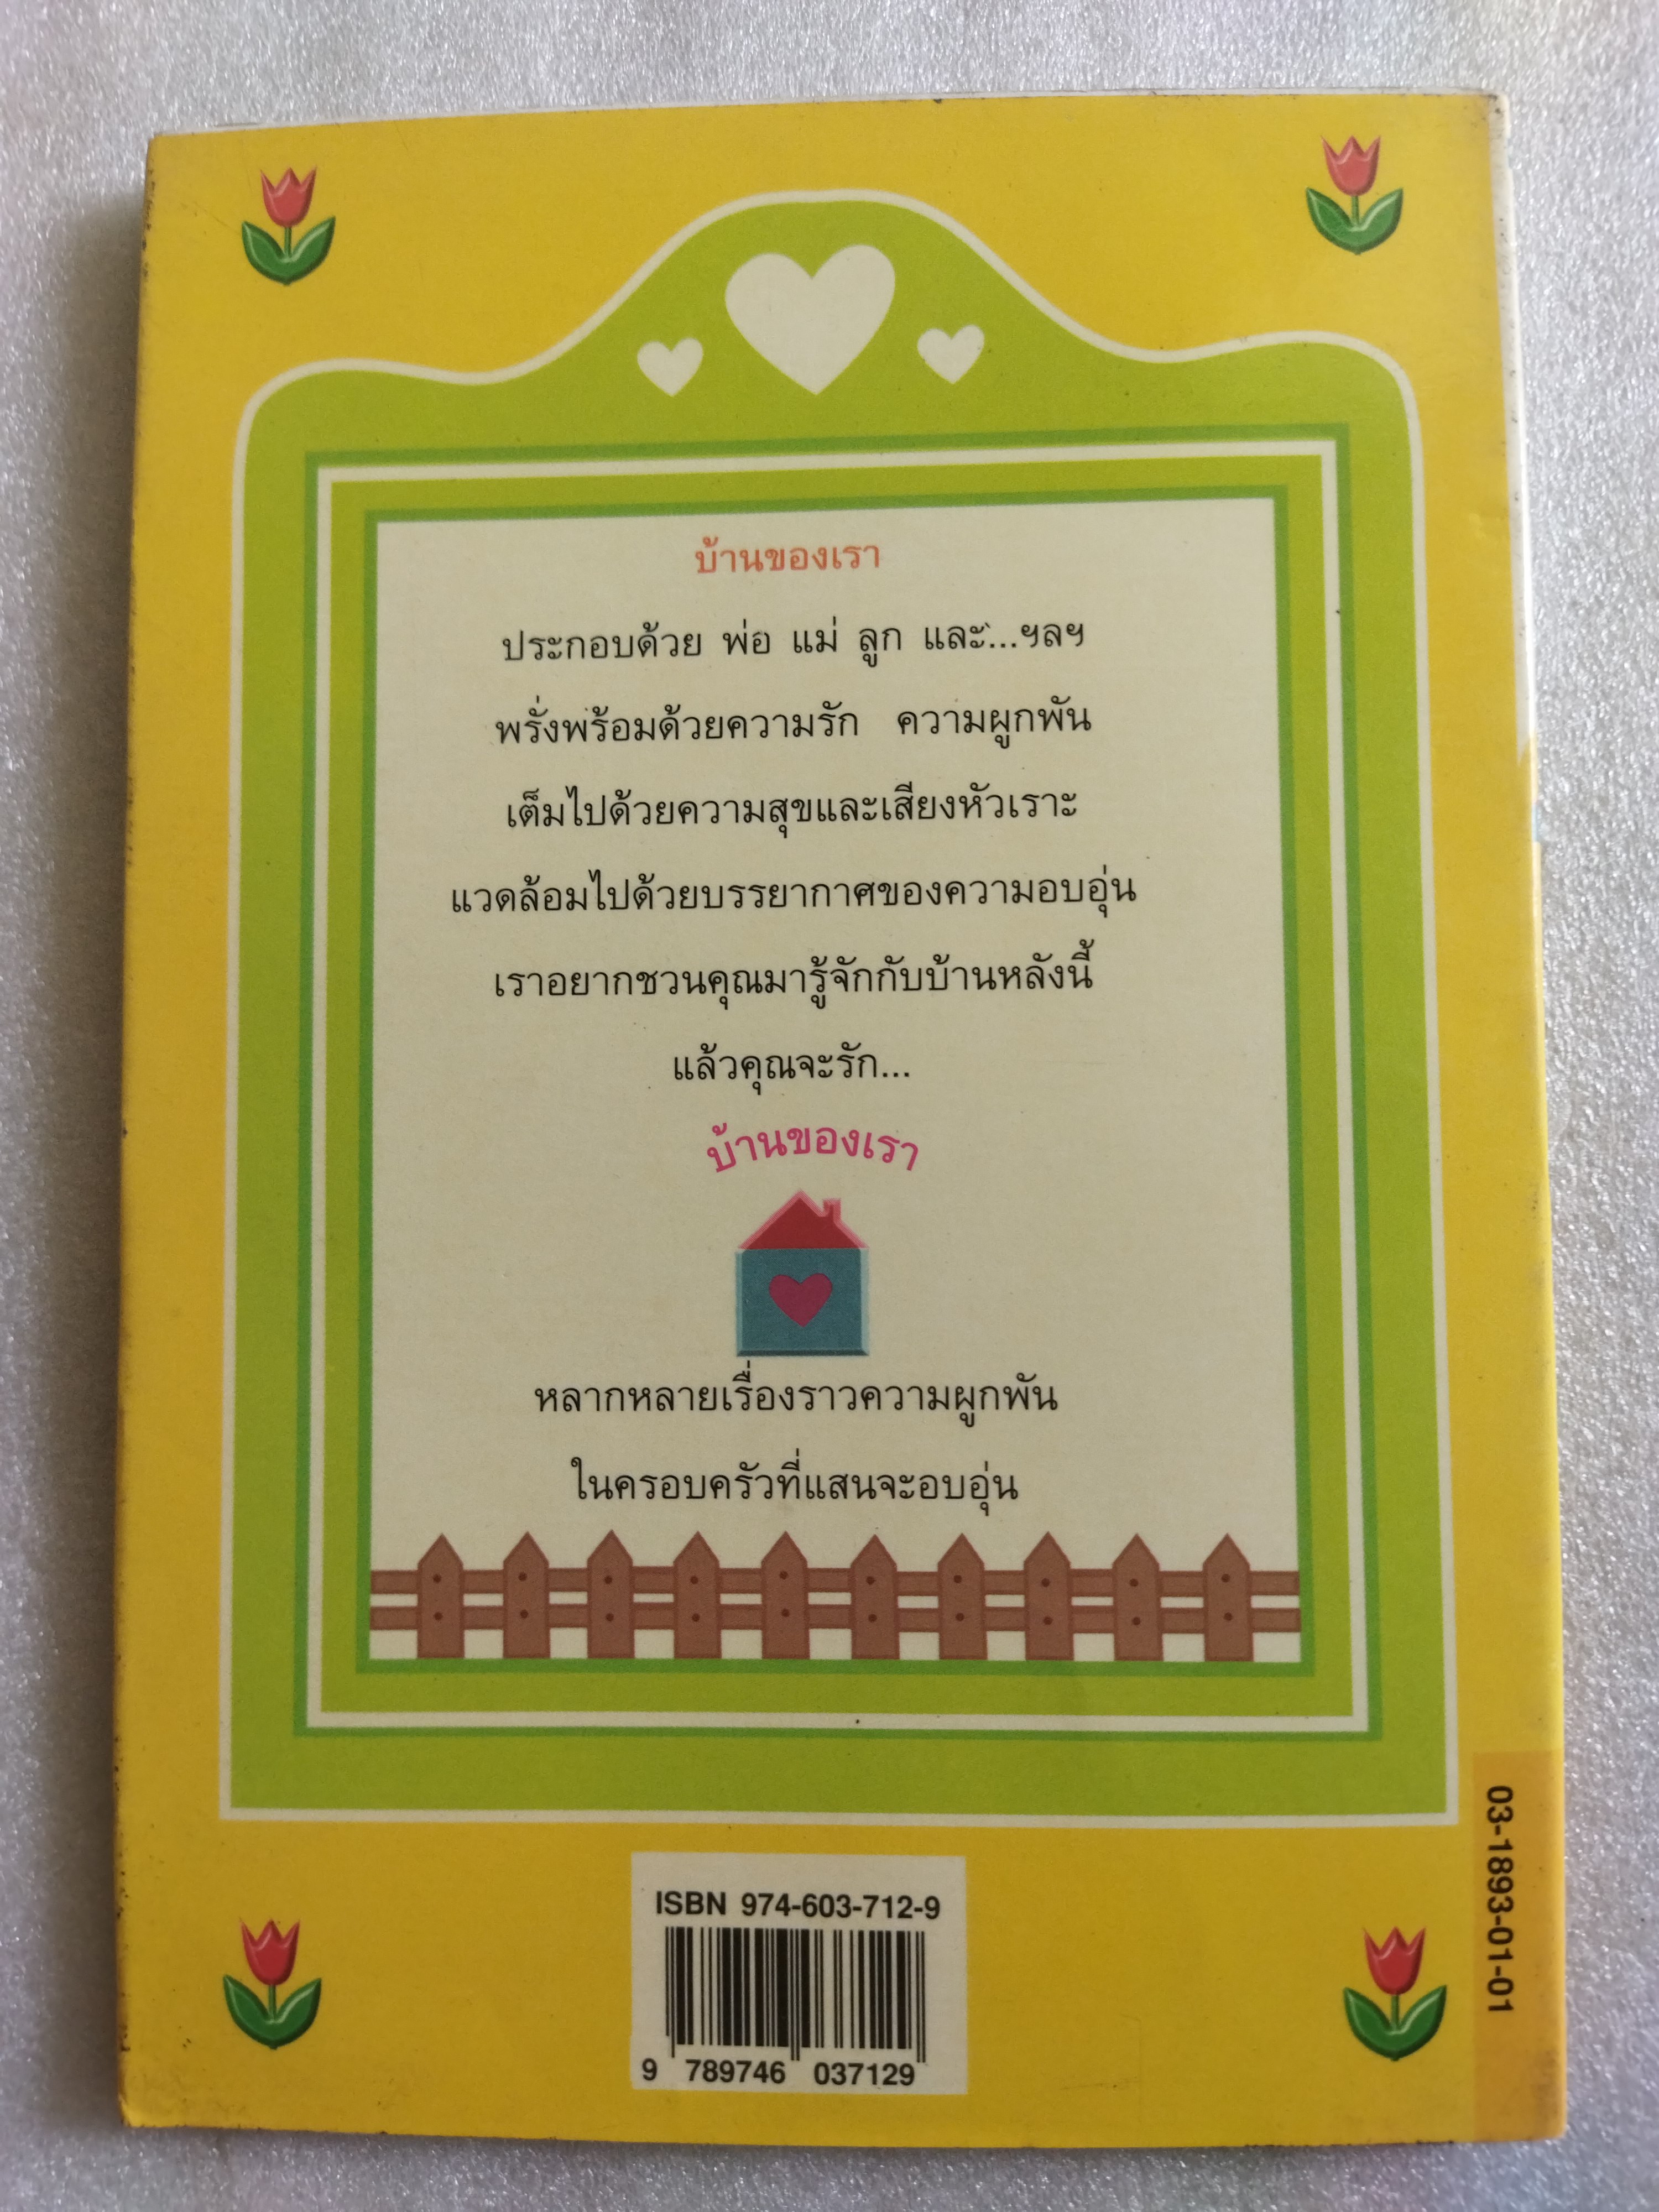 บ้านของเรา
ประกอบด้วย พ่อ แม่ ลูก และ...ฯลฯ
พรั่งพร้อมด้วยความรัก ความผูกพัน
เต็มไปด้วยความสุขและเสียงหัวเราะ
แวดล้อมไปด้วยบรรยากาศของความอบอุ่น
เราอยากชวนคุณมารู้จักกับบ้านหลังนี้
แล้วคุณจะรัก...
บ้านของเรา
หลากหลายเรื่องราวความผูกพัน
ในครอบครัวที่แสนจะอบอุ่น
ISBN 974-603-712-9
9 789746 037129
03-1893-01-01